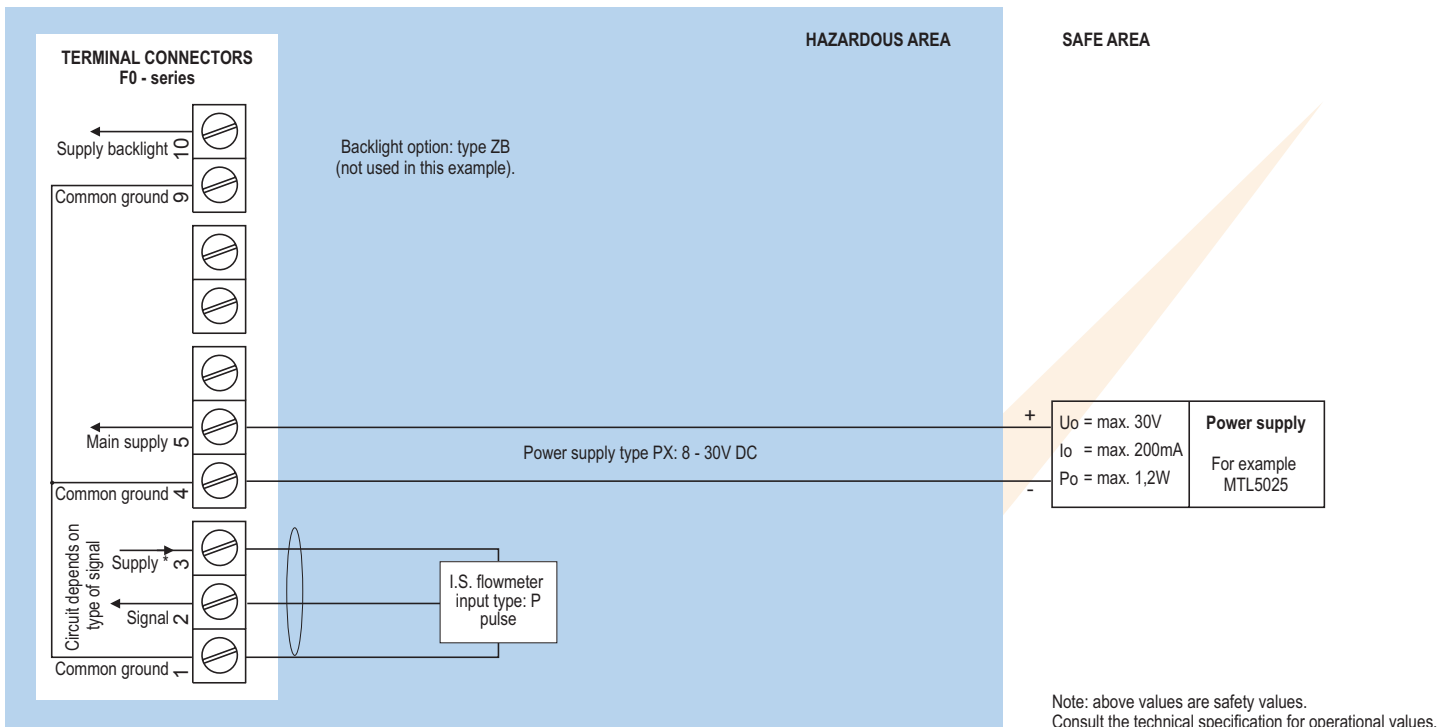 HAZARDOUS AREA
SAFE AREA
TERMINAL CONNECTORS
F0 - series
Supply backlight
10
Common ground
9
Backlight option: type ZB
(not used in this example).
Main supply
5
Common ground
4
Power supply type PX: 8 - 30V DC
+
-
Uo = max. 30V
Io = max. 200mA
Po = max. 1,2W
Power supply
For example
MTL5025
Circuit depends on
type of signal
Supply *
3
Signal
2
Common ground
1
I.S. flowmeter
input type: P
pulse
Note: above values are safety values.
Consult the technical specification for operational values.